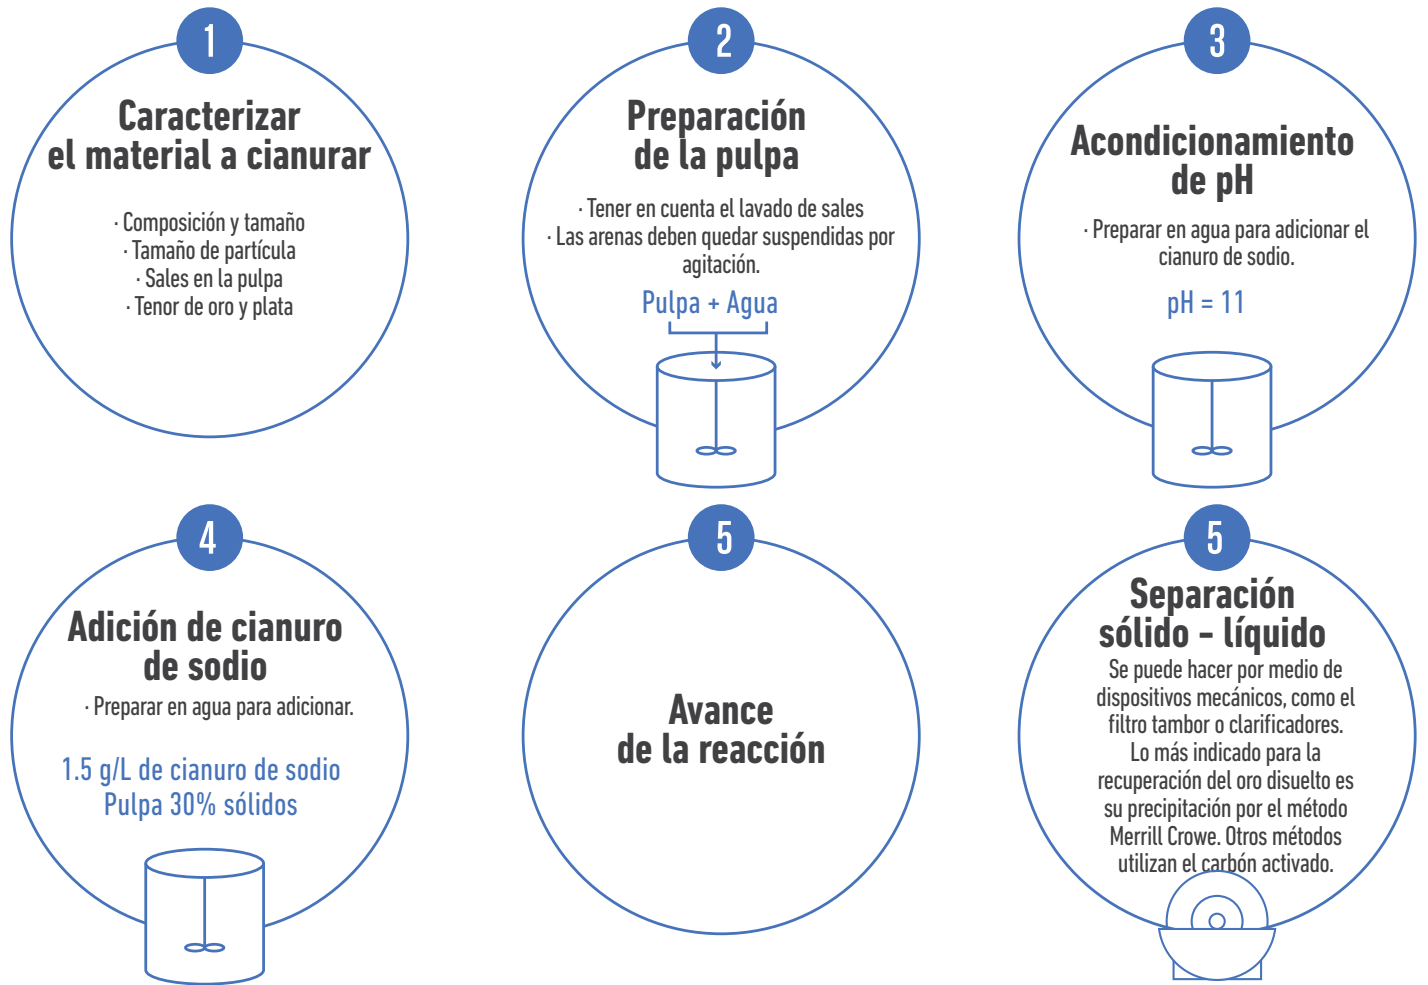 1
Caracterizar
el material a cianurar
· Composición y tamaño
· Tamaño de partícula
· Sales en la pulpa
· Tenor de oro y plata
2
Preparación
de la pulpa
· Tener en cuenta el lavado de sales
· Las arenas deben quedar suspendidas por
agitación.
Pulpa + Agua
3
Acondicionamiento
de pH
· Preparar en agua para adicionar el
cianuro de sodio.
pH = 11
4
Adición de cianuro
de sodio
· Preparar en agua para adicionar.
1.5 g/L de cianuro de sodio
Pulpa 30% sólidos
5
Avance
de la reacción
5
Separación
sólido - líquido
Se puede hacer por medio de
dispositivos mecánicos, como el
filtro tambor o clarificadores.
Lo más indicado para la
recuperación del oro disuelto es
su precipitación por el método
Merrill Crowe. Otros métodos
utilizan el carbón activado.